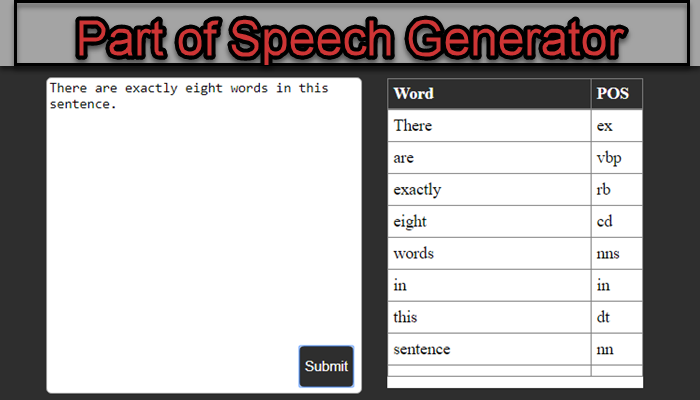 Part of Speech Generator
There are exactly eight words in this
sentence.
Submit
Word POS
There ex
are vbp
exactly rb
eight cd
words nns
in in
this dt
sentence nn